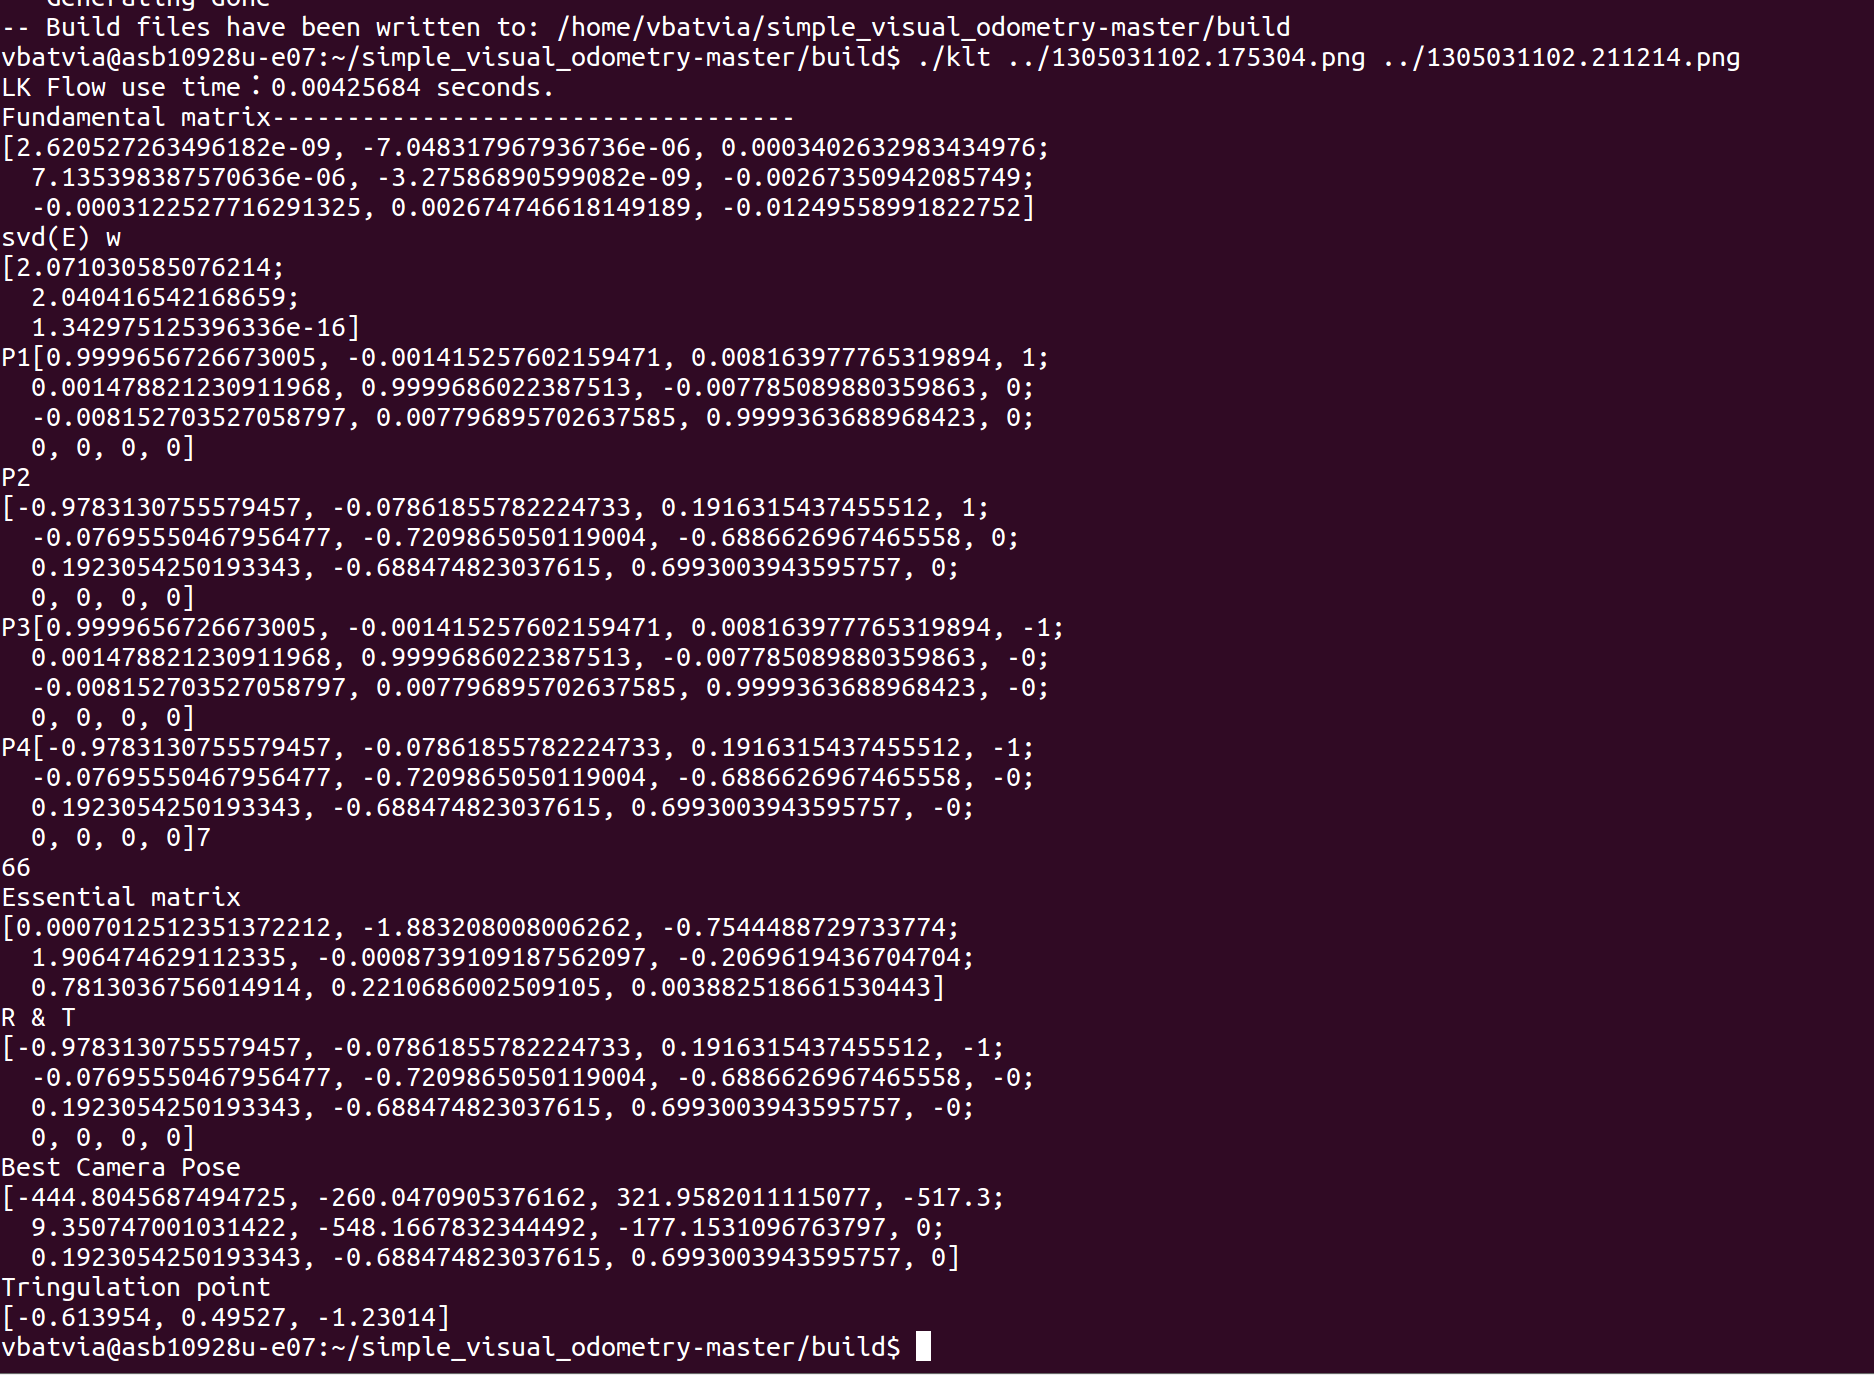 Generating done
-- Build files have been written to: /home/vbatvia/simple_visual_odometry-master/build
vbatvia@asb10928u-e07:~/simple_visual_odometry-master/build$ ./klt ../1305031102.175304.png ../1305031102.211214.png
LK Flow use time：0.00425684 seconds.
Fundamental matrix-----------------------------------
[2.620527263496182e-09, -7.048317967936736e-06, 0.0003402632983434976;
  7.135398387570636e-06, -3.27586890599082e-09, -0.00267350942085749;
  -0.0003122527716291325, 0.002674746618149189, -0.01249558991822752]
svd(E) w
[2.071030585076214;
  2.040416542168659;
  1.342975125396336e-16]
P1[0.9999656726673005, -0.001415257602159471, 0.008163977765319894, 1;
  0.001478821230911968, 0.9999686022387513, -0.007785089880359863, 0;
  -0.008152703527058797, 0.007796895702637585, 0.9999363688968423, 0;
  0, 0, 0, 0]
P2
[-0.9783130755579457, -0.07861855782224733, 0.1916315437455512, 1;
  -0.07695550467956477, -0.7209865050119004, -0.6886626967465558, 0;
  0.1923054250193343, -0.688474823037615, 0.6993003943595757, 0;
  0, 0, 0, 0]
P3[0.9999656726673005, -0.001415257602159471, 0.008163977765319894, -1;
  0.001478821230911968, 0.9999686022387513, -0.007785089880359863, -0;
  -0.008152703527058797, 0.007796895702637585, 0.9999363688968423, -0;
  0, 0, 0, 0]
P4[-0.9783130755579457, -0.07861855782224733, 0.1916315437455512, -1;
  -0.07695550467956477, -0.7209865050119004, -0.6886626967465558, -0;
  0.1923054250193343, -0.688474823037615, 0.6993003943595757, -0;
  0, 0, 0, 0]7
66
Essential matrix
[0.0007012512351372212, -1.883208008006262, -0.7544488729733774;
  1.906474629112335, -0.0008739109187562097, -0.2069619436704704;
  0.7813036756014914, 0.2210686002509105, 0.003882518661530443]
R & T
[-0.9783130755579457, -0.07861855782224733, 0.1916315437455512, -1;
  -0.07695550467956477, -0.7209865050119004, -0.6886626967465558, -0;
  0.1923054250193343, -0.688474823037615, 0.6993003943595757, -0;
  0, 0, 0, 0]
Best Camera Pose
[-444.8045687494725, -260.0470905376162, 321.9582011115077, -517.3;
  9.350747001031422, -548.1667832344492, -177.1531096763797, 0;
  0.1923054250193343, -0.688474823037615, 0.6993003943595757, 0]
Tringulation point
[-0.613954, 0.49527, -1.23014]
vbatvia@asb10928u-e07:~/simple_visual_odometry-master/build$